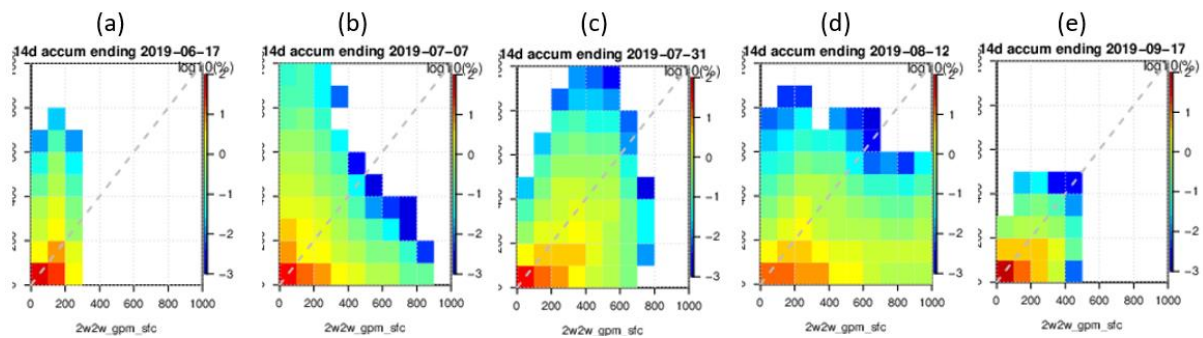 (a) (b) (c) (d) (e)
14d accum ending 2019-06-17 14d accum ending 2019-07-07 14d accum ending 2019-07-31 14d accum ending 2019-08-12 14d accum ending 2019-09-17
log10(%) log10(%) log10(%) log10(%) log10(%)
2 2 2 2 2
1 1 1 1 1
0 0 0 0 0
-1 -1 -1 -1 -1
-2 -2 -2 -2 -2
-3 -3 -3 -3 -3
0 200 400 600 800 1000 0 200 400 600 800 1000 0 200 400 600 800 1000 0 200 400 600 800 1000 0 200 400 600 800 1000
2w2w_gpm_sfc 2w2w_gpm_sfc 2w2w_gpm_sfc 2w2w_gpm_sfc 2w2w_gpm_sfc